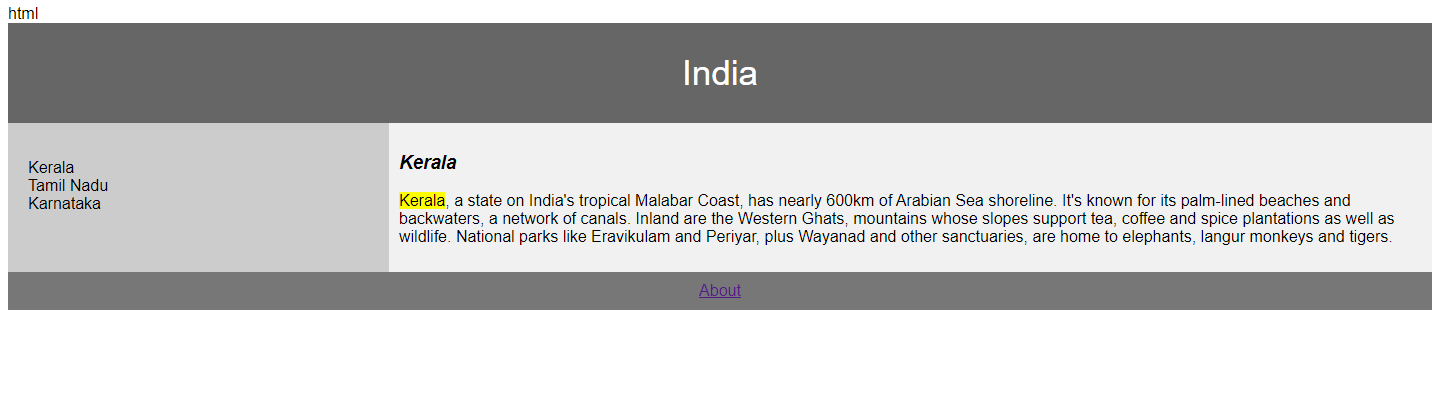 html
India
Kerala
Tamil Nadu
Karnataka
Kerala
Kerala, a state on India's tropical Malabar Coast, has nearly 600km of Arabian Sea shoreline. It's known for its palm-lined beaches and
backwaters, a network of canals. Inland are the Western Ghats, mountains whose slopes support tea, coffee and spice plantations as well as
wildlife. National parks like Eravikulam and Periyar, plus Wayanad and other sanctuaries, are home to elephants, langur monkeys and tigers.
About